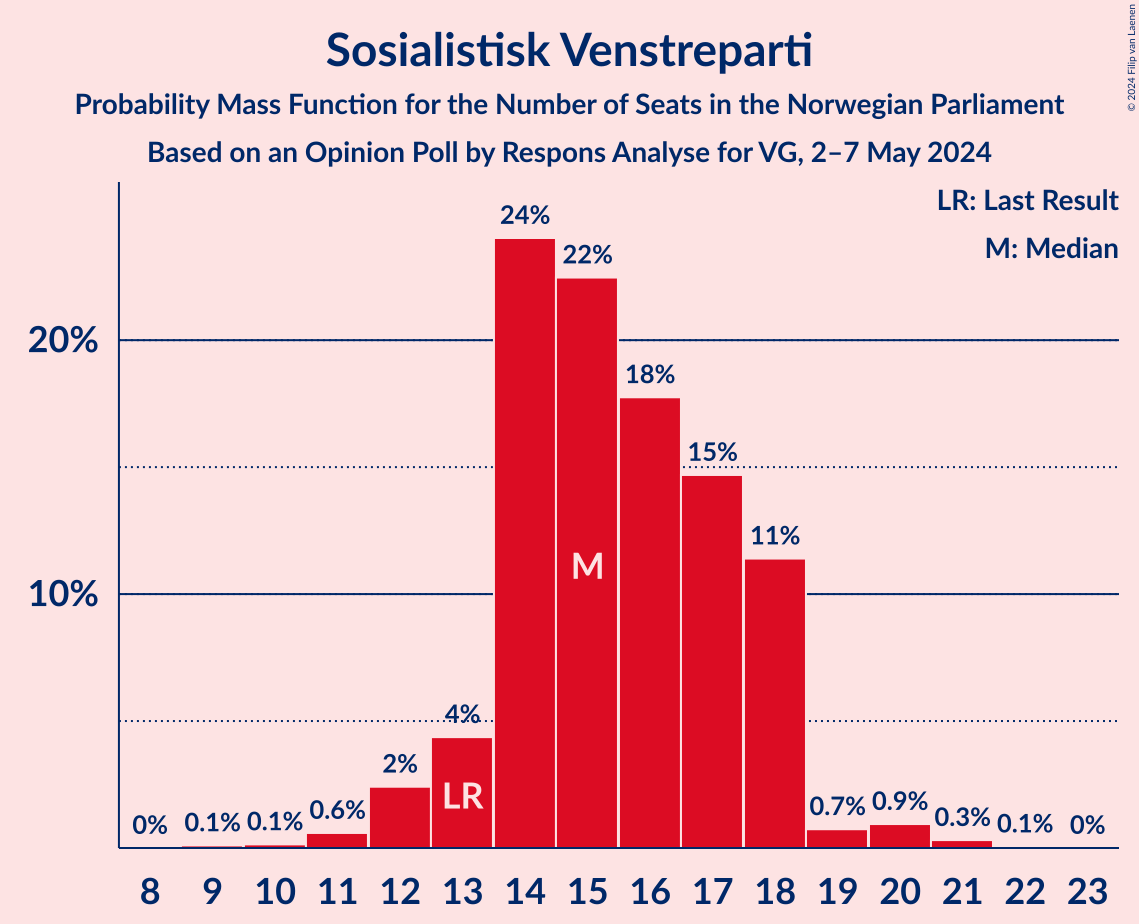 © 2024 Filip van Laenen
Sosialistisk Venstreparti
Probability Mass Function for the Number of Seats in the Norwegian Parliament
Based on an Opinion Poll by Respons Analyse for VG, 2–7 May 2024
LR: Last Result
M: Median
20%
10%
0%
0.1%
0.1%
0.6%
2%
4%
24%
22%
18%
15%
11%
0.7%
0.9%
0.3%
0.1%
0%
LR
M
8 9 10 11 12 13 14 15 16 17 18 19 20 21 22 23